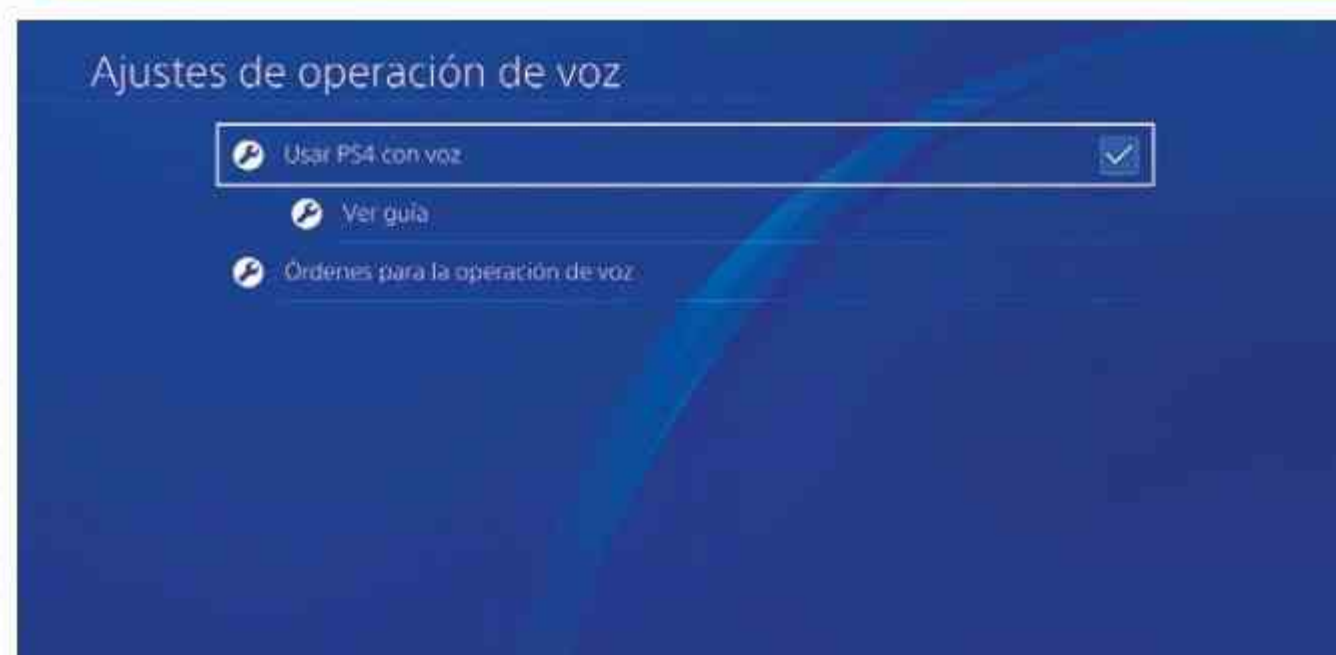 Ajustes de operación de voz
Usar PS4 con voz
Ver guía
Órdenes para la operación de voz